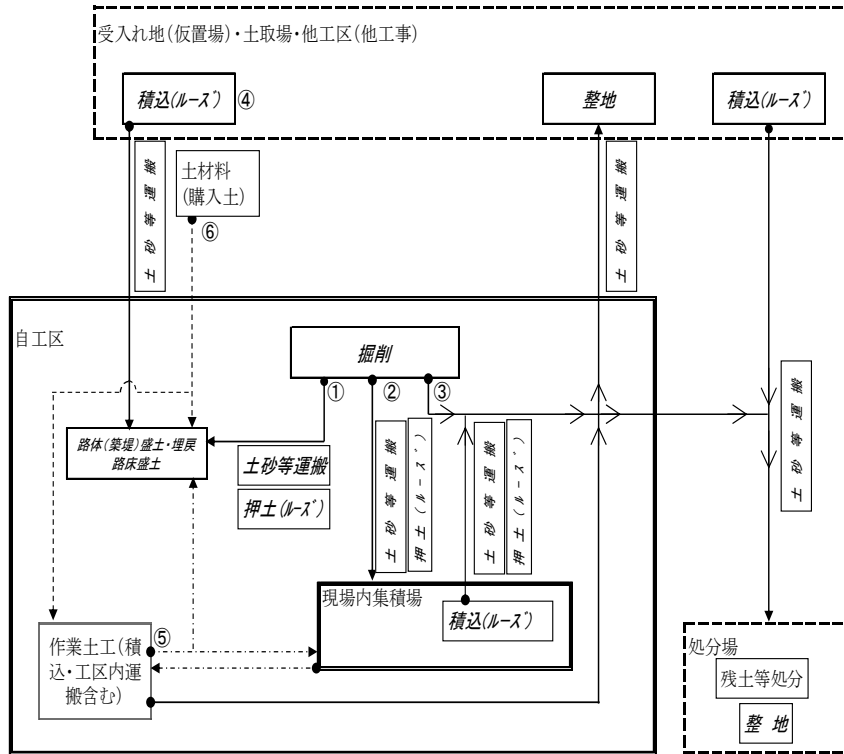 受入れ地(仮置場)・土取場・他工区(他工事)
積込(ルーズ)
④
整地
積込(ルーズ)
土砂等運搬
土材料
(購入土)
⑥
土砂等運搬
自工区
掘削
①
②
③
路体(築堤)盛土・埋戻
路床盛土
土砂等運搬
押土(ルーズ)
土砂等運搬
押土(ルーズ)
土砂等運搬
押土(ルーズ)
土砂等運搬
現場内集積場
積込(ルーズ)
作業土工(積
込・工区内運
搬含む)
⑤
処分場
残土等処分
整 地